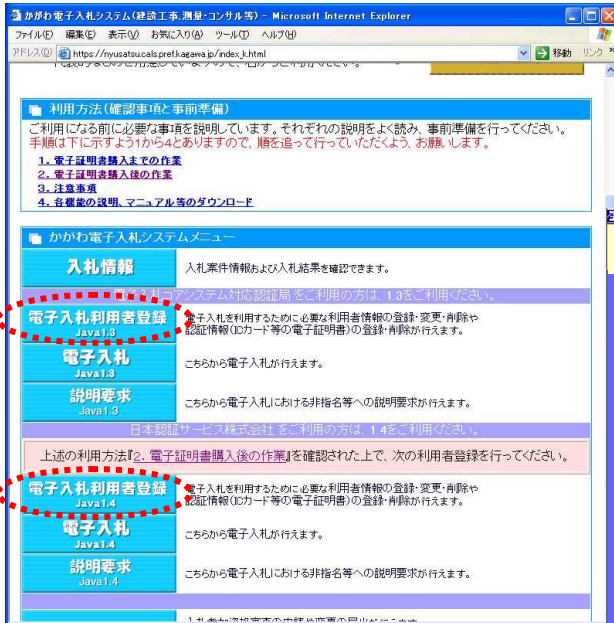 かがわ電子入札システム(建設工事,測量・コンサル等) - Microsoft Internet Explorer
ファイル(F) 編集(E) 表示(V) お気に入り(A) ツール(T) ヘルプ(H)
アドレス(D) https://nyusatsu.cals.pref.kagawa.jp/index_k.html 移動 リンク »
利用方法(確認事項と事前準備)
ご利用になる前に必要な事項を説明しています。それぞれの説明をよく読み、事前準備を行ってください。
手順は下に示すよう1から4とありますので、順を追って行っていただくよう、お願いします。
1. 電子証明書購入までの作業
2. 電子証明書購入後の作業
3. 注意事項
4. 各機能の説明、マニュアル等のダウンロード
かがわ電子入札システムメニュー
入札情報 入札案件情報および入札結果を確認できます。
電子入札コアシステム対応認証局 をご利用の方は、1.3をご利用ください。
電子入札利用者登録 電子入札を利用するために必要な利用者情報の登録・変更・削除や
Java1.3 認証情報(ICカード等の電子証明書)の登録・削除が行えます。
電子入札 こちらから電子入札が行えます。
Java1.3
説明要求 こちらから電子入札における非指名等への説明要求が行えます。
Java1.3
日本認証サービス株式会社 をご利用の方は、1.4をご利用ください。
上述の利用方法『2. 電子証明書購入後の作業』を確認された上で、次の利用者登録を行ってください。
電子入札利用者登録 電子入札を利用するために必要な利用者情報の登録・変更・削除や
Java1.4 認証情報(ICカード等の電子証明書)の登録・削除が行えます。
電子入札 こちらから電子入札が行えます。
Java1.4
説明要求 こちらから電子入札における非指名等への説明要求が行えます。
Java1.4